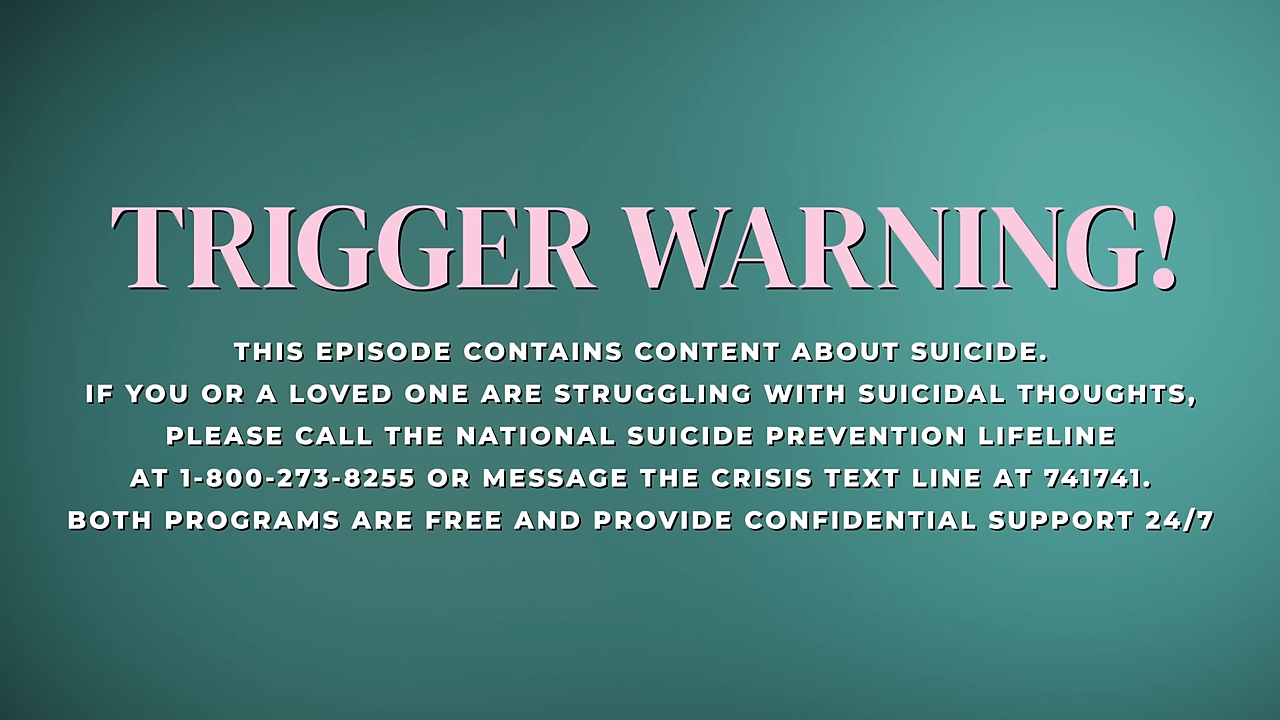 TRIGGER WARNING!
THIS EPISODE CONTAINS CONTENT ABOUT SUICIDE.
IF YOU OR A LOVED ONE ARE STRUGGLING WITH SUICIDAL THOUGHTS,
PLEASE CALL THE NATIONAL SUICIDE PREVENTION LIFELINE
AT 1-800-273-8255 OR MESSAGE THE CRISIS TEXT LINE AT 741741.
BOTH PROGRAMS ARE FREE AND PROVIDE CONFIDENTIAL SUPPORT 24/7